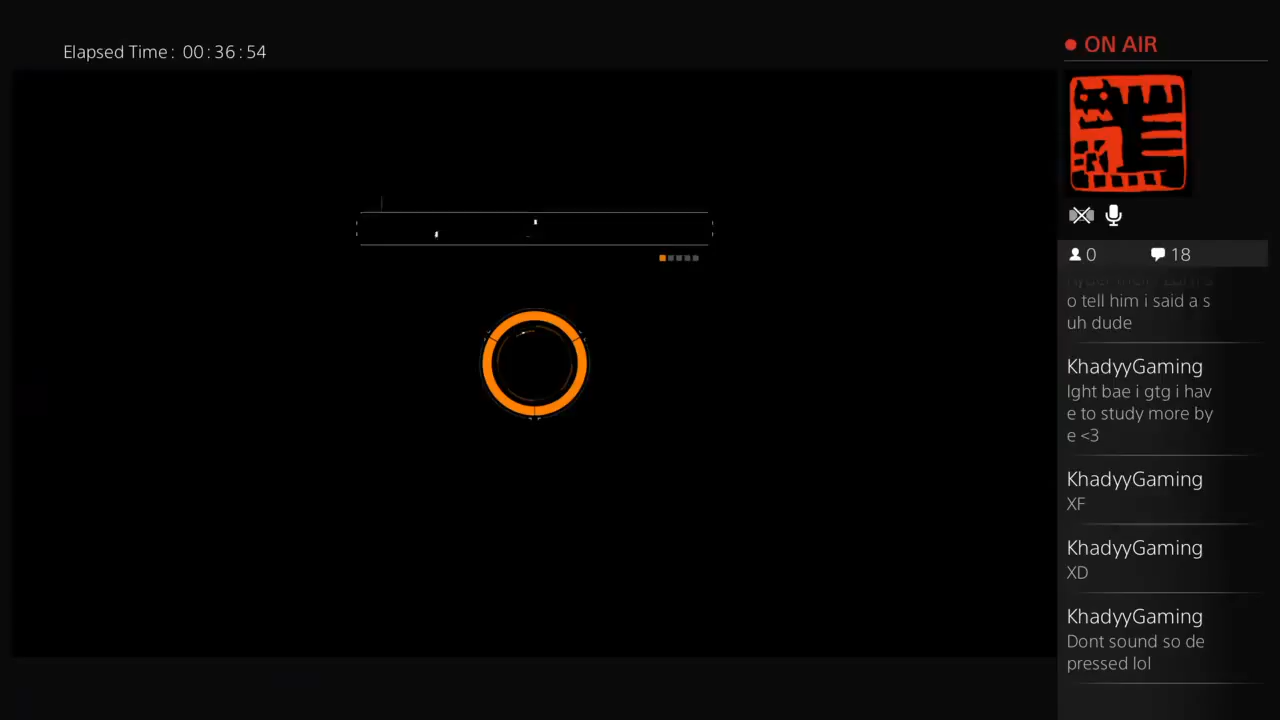 Elapsed Time: 00:36:54
ON AIR
0 18
o tell him i said a s
uh dude
KhadyyGaming
Ight bae i gtg i hav
e to study more by
e <3
KhadyyGaming
XF
KhadyyGaming
XD
KhadyyGaming
Dont sound so de
pressed lol